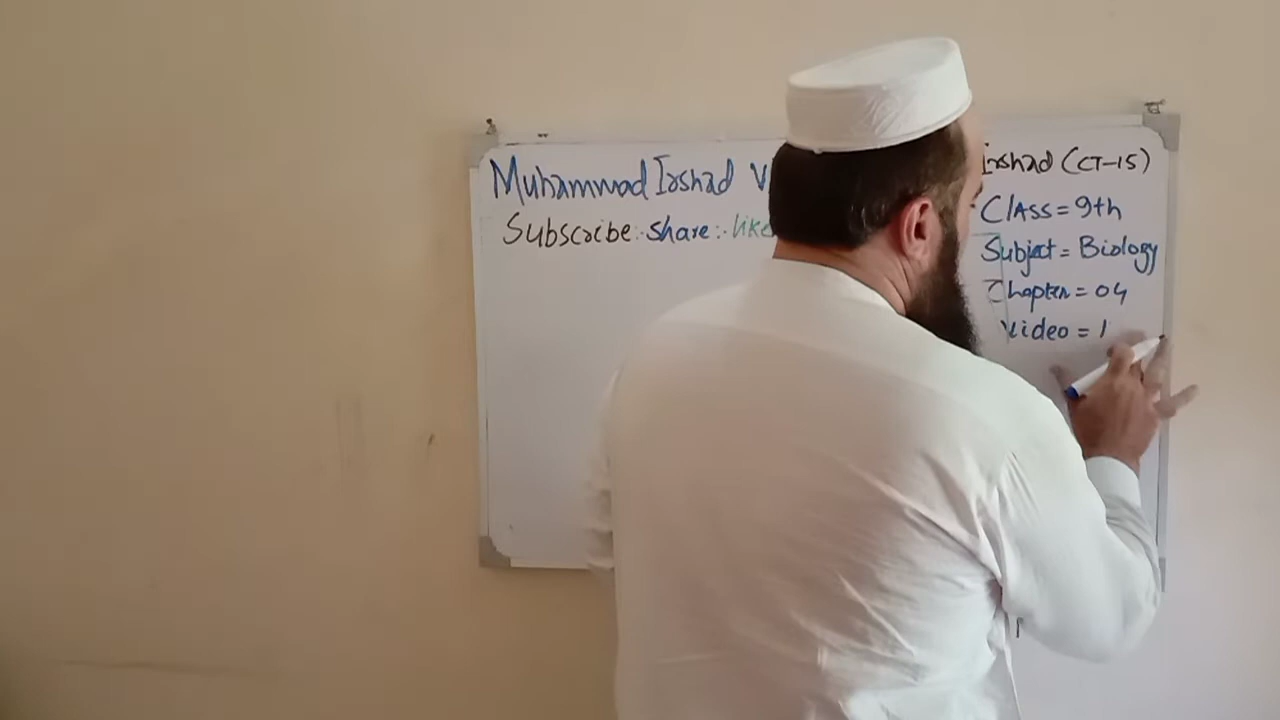 Muhammad Irshad V
Subscribe: share: like
Irshad (CT-15)
Class = 9th
Subject = Biology
Chapter = 04
Video = 1